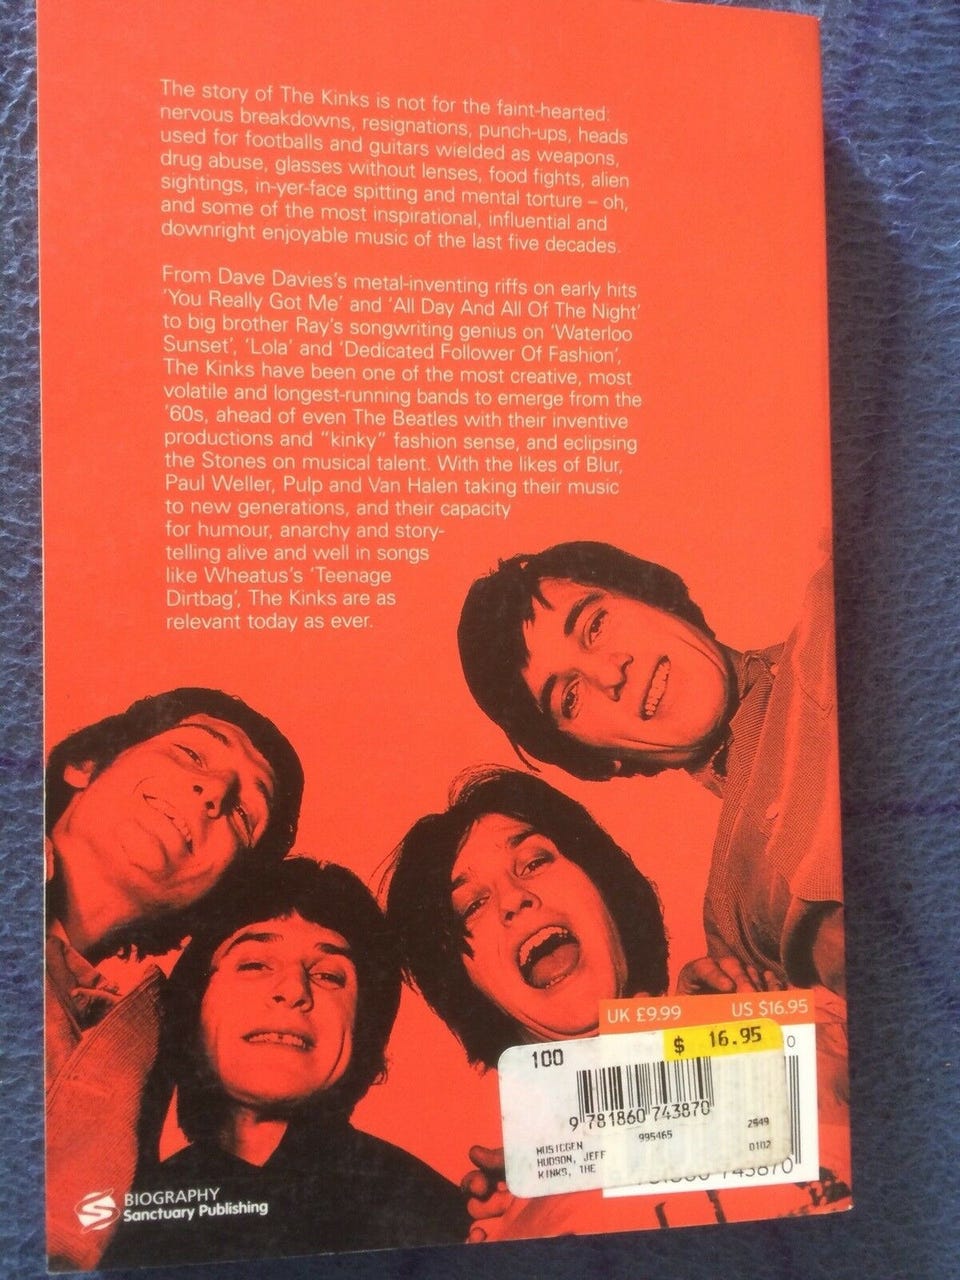 The story of The Kinks is not for the faint-hearted:
nervous breakdowns, resignations, punch-ups, heads
used for footballs and guitars wielded as weapons,
drug abuse, glasses without lenses, food fights, alien
sightings, in-yer-face spitting and mental torture – oh,
and some of the most inspirational, influential and
downright enjoyable music of the last five decades.
From Dave Davies's metal-inventing riffs on early hits
'You Really Got Me' and 'All Day And All Of The Night'
to big brother Ray's songwriting genius on 'Waterloo
Sunset', 'Lola' and 'Dedicated Follower Of Fashion',
The Kinks have been one of the most creative, most
volatile and longest-running bands to emerge from the
'60s, ahead of even The Beatles with their inventive
productions and "kinky" fashion sense, and eclipsing
the Stones on musical talent. With the likes of Blur,
Paul Weller, Pulp and Van Halen taking their music
to new generations, and their capacity
for humour, anarchy and story-
telling alive and well in songs
like Wheatus's 'Teenage
Dirtbag', The Kinks are as
relevant today as ever.
UK £9.99 US $16.95
100 $ 16.95
9 781860 743870
995465 2549
MUSICGEN 0102
HUDSON, JEFF
KINKS, THE
BIOGRAPHY
Sanctuary Publishing